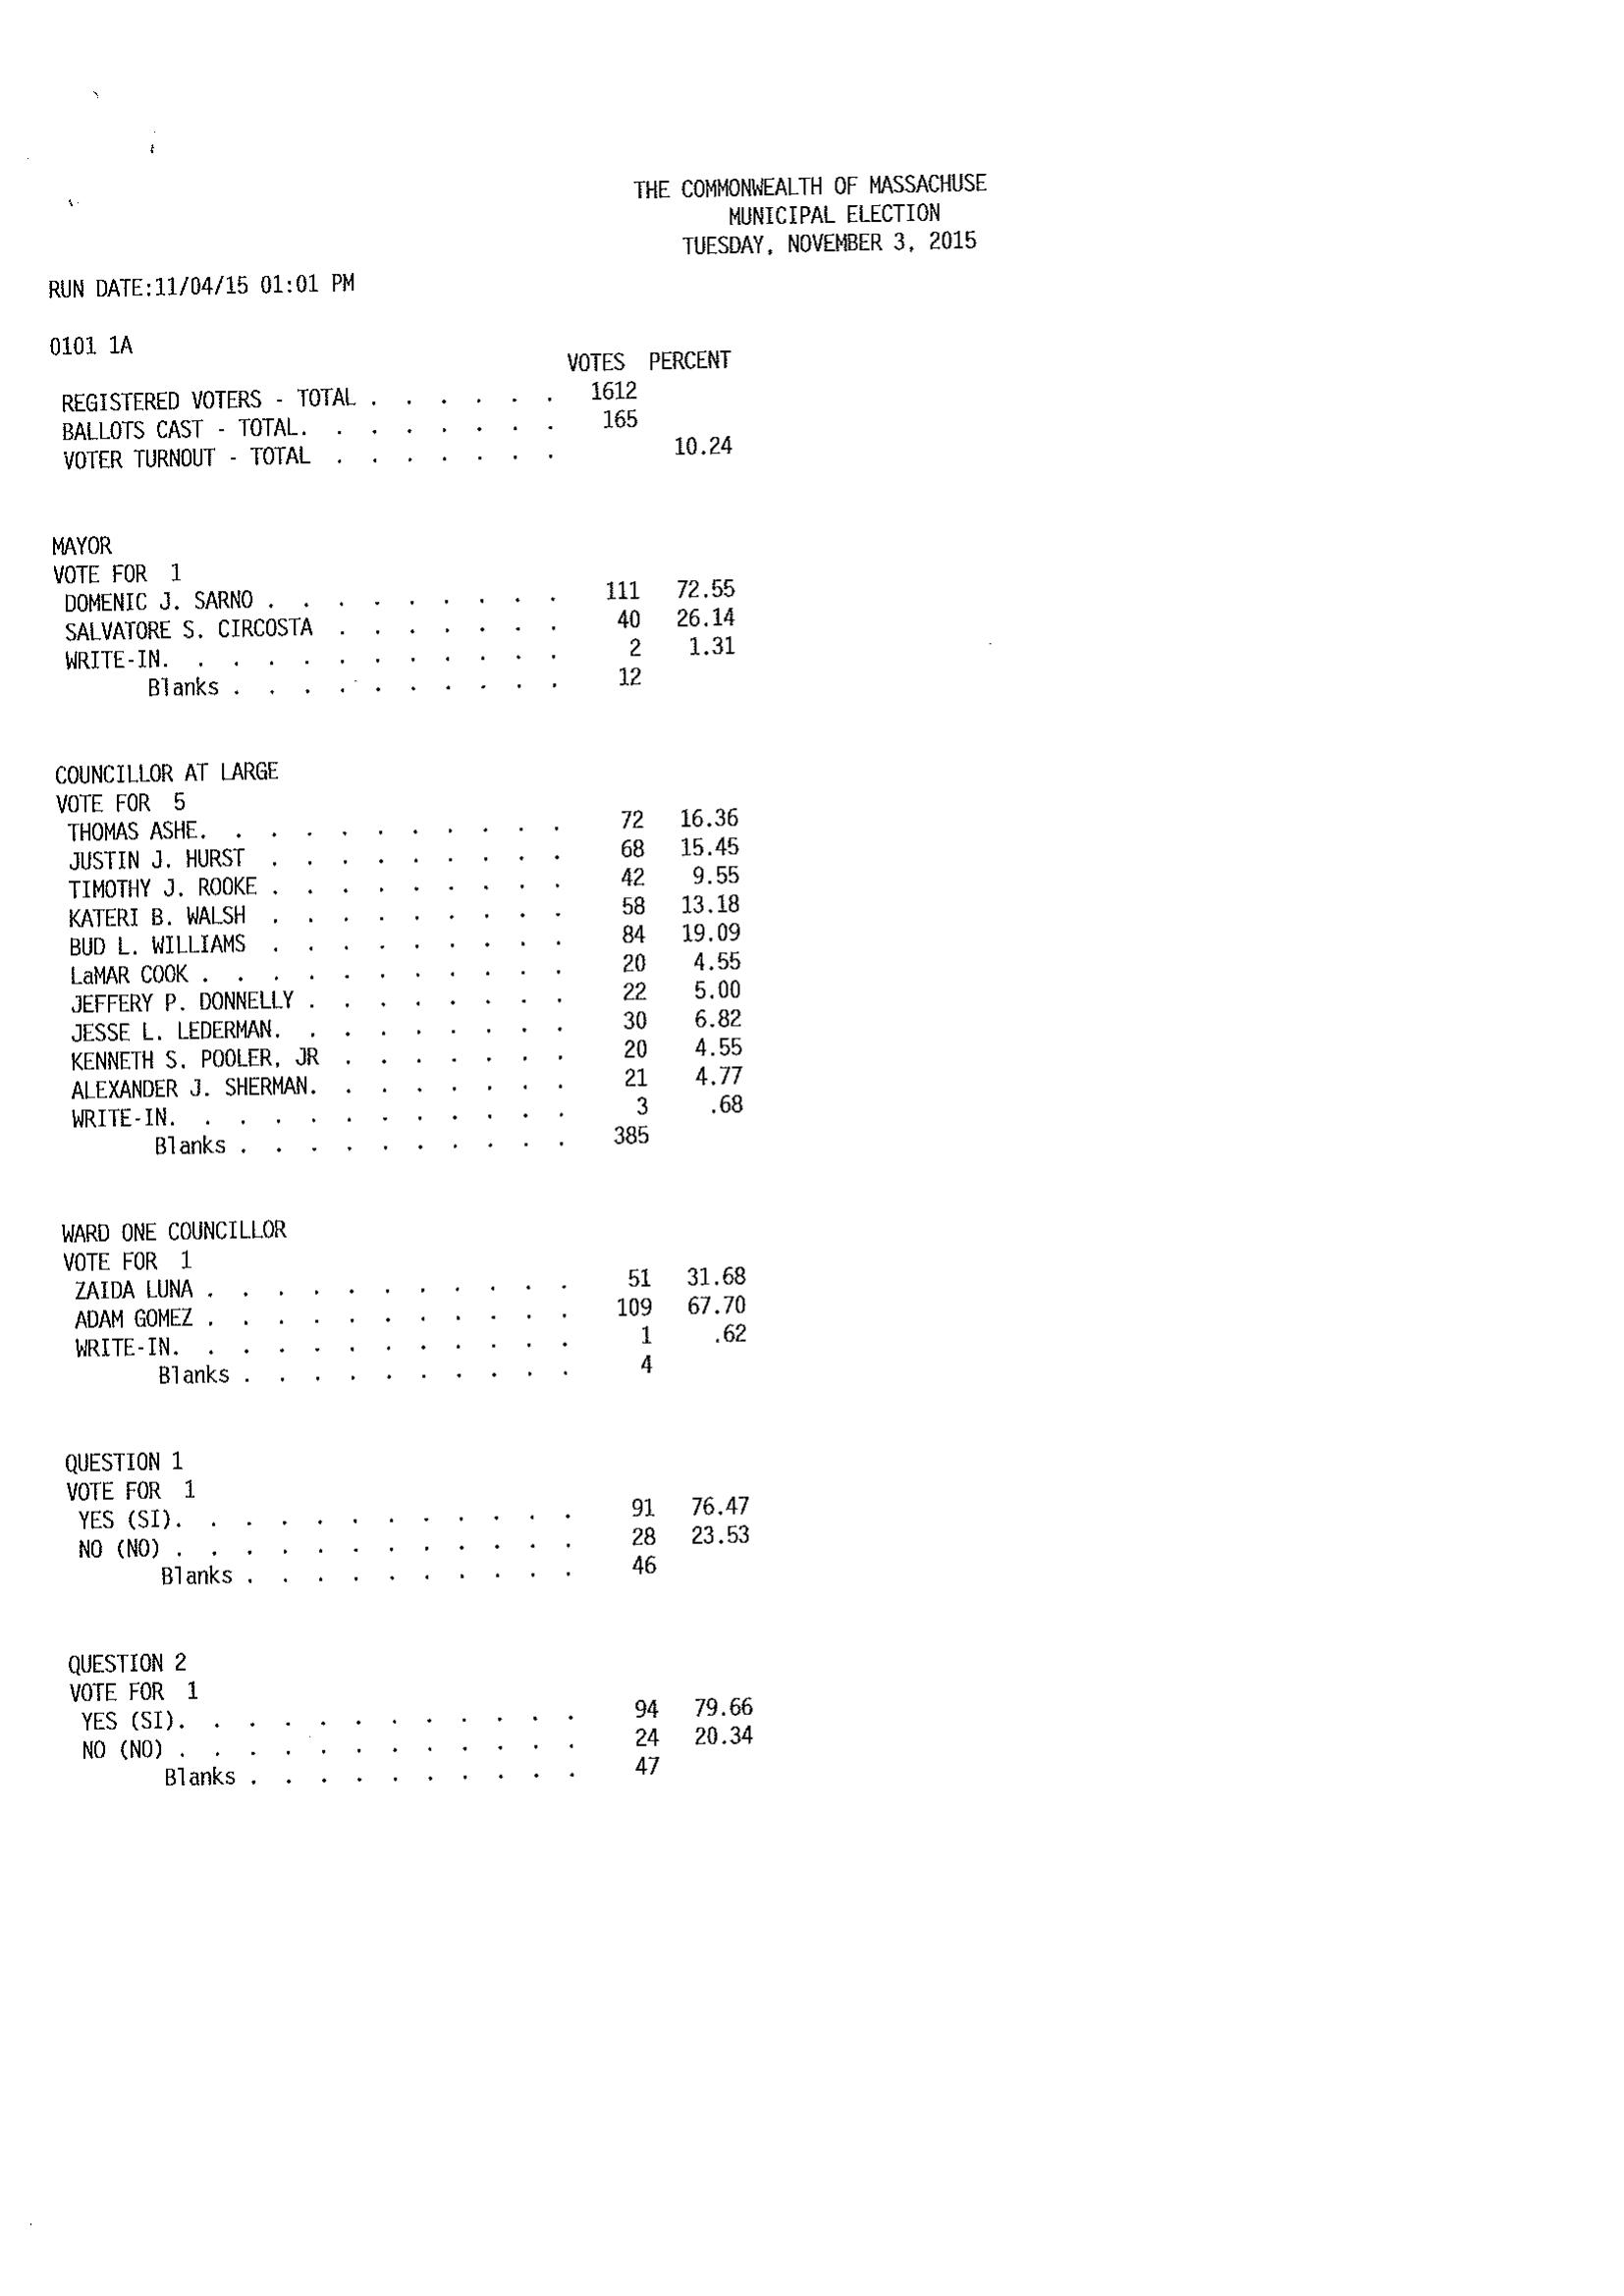 THE COMMONWEALTH OF MASSACHUSE
MUNICIPAL ELECTION
TUESDAY, NOVEMBER 3, 2015
RUN DATE:11/04/15 01:01 PM
0101 1A
VOTES PERCENT
REGISTERED VOTERS - TOTAL . . . . . . 1612
BALLOTS CAST - TOTAL. . . . . . . . 165
VOTER TURNOUT - TOTAL . . . . . . . 10.24
MAYOR
VOTE FOR 1
DOMENIC J. SARNO . . . . . . . . . 111 72.55
SALVATORE S. CIRCOSTA . . . . . . . 40 26.14
WRITE-IN. . . . . . . . . . . . 2 1.31
Blanks . . . . . . . . . . 12
COUNCILLOR AT LARGE
VOTE FOR 5
THOMAS ASHE. . . . . . . . . . . 72 16.36
JUSTIN J. HURST . . . . . . . . . 68 15.45
TIMOTHY J. ROOKE . . . . . . . . . 42 9.55
KATERI B. WALSH . . . . . . . . . 58 13.18
BUD L. WILLIAMS . . . . . . . . . 84 19.09
LaMAR COOK . . . . . . . . . . . 20 4.55
JEFFERY P. DONNELLY . . . . . . . . 22 5.00
JESSE L. LEDERMAN. . . . . . . . . 30 6.82
KENNETH S. POOLER, JR . . . . . . . 20 4.55
ALEXANDER J. SHERMAN. . . . . . . . 21 4.77
WRITE-IN. . . . . . . . . . . . 3 .68
Blanks . . . . . . . . . . 385
WARD ONE COUNCILLOR
VOTE FOR 1
ZAIDA LUNA . . . . . . . . . . . 51 31.68
ADAM GOMEZ . . . . . . . . . . . 109 67.70
WRITE-IN. . . . . . . . . . . . 1 .62
Blanks . . . . . . . . . . 4
QUESTION 1
VOTE FOR 1
YES (SI). . . . . . . . . . . . 91 76.47
NO (NO) . . . . . . . . . . . . 28 23.53
Blanks . . . . . . . . . . 46
QUESTION 2
VOTE FOR 1
YES (SI). . . . . . . . . . . . 94 79.66
NO (NO) . . . . . . . . . . . . 24 20.34
Blanks . . . . . . . . . . 47